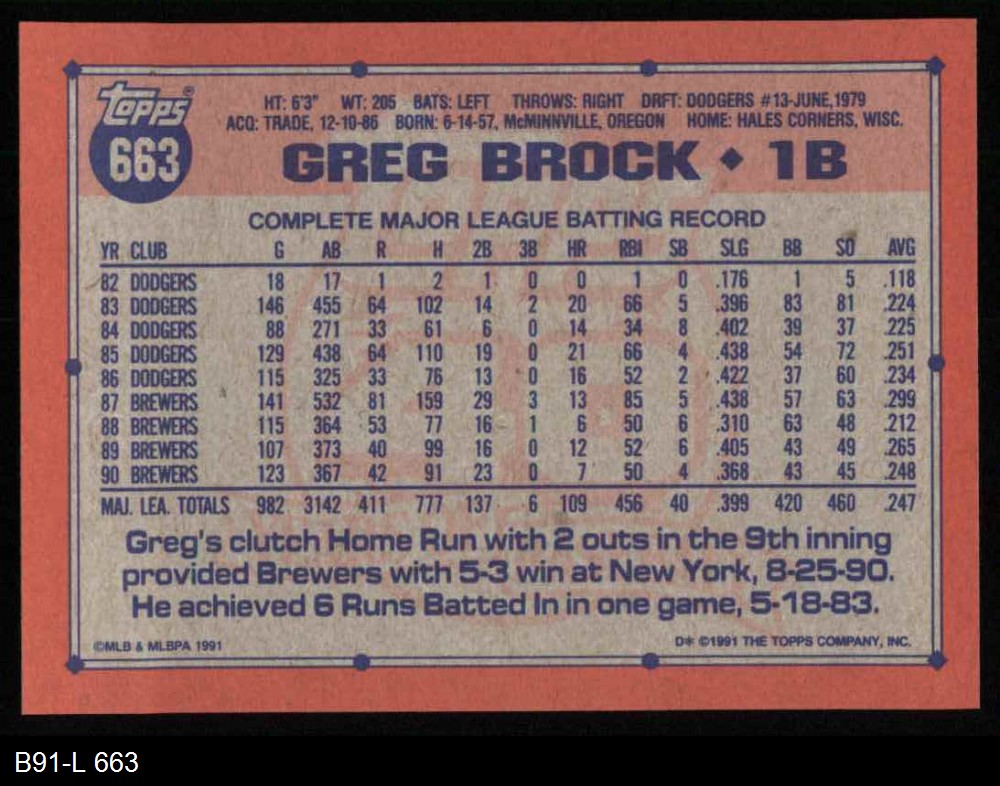 Topps®
663
HT: 6'3" WT: 205 BATS: LEFT THROWS: RIGHT DRFT: DODGERS #13-JUNE, 1979
ACQ: TRADE, 12-10-86 BORN: 6-14-57, McMINNVILLE, OREGON HOME: HALES CORNERS, WISC.
GREG BROCK ◆ 1B
COMPLETE MAJOR LEAGUE BATTING RECORD
YR CLUB G AB R H 2B 3B HR RBI SB SLG BB SO AVG
82 DODGERS 18 17 1 2 1 0 0 1 0 .176 1 5 .118
83 DODGERS 146 455 64 102 14 2 20 66 5 .396 83 81 .224
84 DODGERS 88 271 33 61 6 0 14 34 8 .402 39 37 .225
85 DODGERS 129 438 64 110 19 0 21 66 4 .438 54 72 .251
86 DODGERS 115 325 33 76 13 0 16 52 2 .422 37 60 .234
87 BREWERS 141 532 81 159 29 3 13 85 5 .438 57 63 .299
88 BREWERS 115 364 53 77 16 1 6 50 6 .310 63 48 .212
89 BREWERS 107 373 40 99 16 0 12 52 6 .405 43 49 .265
90 BREWERS 123 367 42 91 23 0 7 50 4 .368 43 45 .248
MAJ. LEA. TOTALS 982 3142 411 777 137 6 109 456 40 .399 420 460 .247
Greg's clutch Home Run with 2 outs in the 9th inning
provided Brewers with 5-3 win at New York, 8-25-90.
He achieved 6 Runs Batted In in one game, 5-18-83.
©MLB & MLBPA 1991 D* ©1991 THE TOPPS COMPANY, INC.
B91-L 663